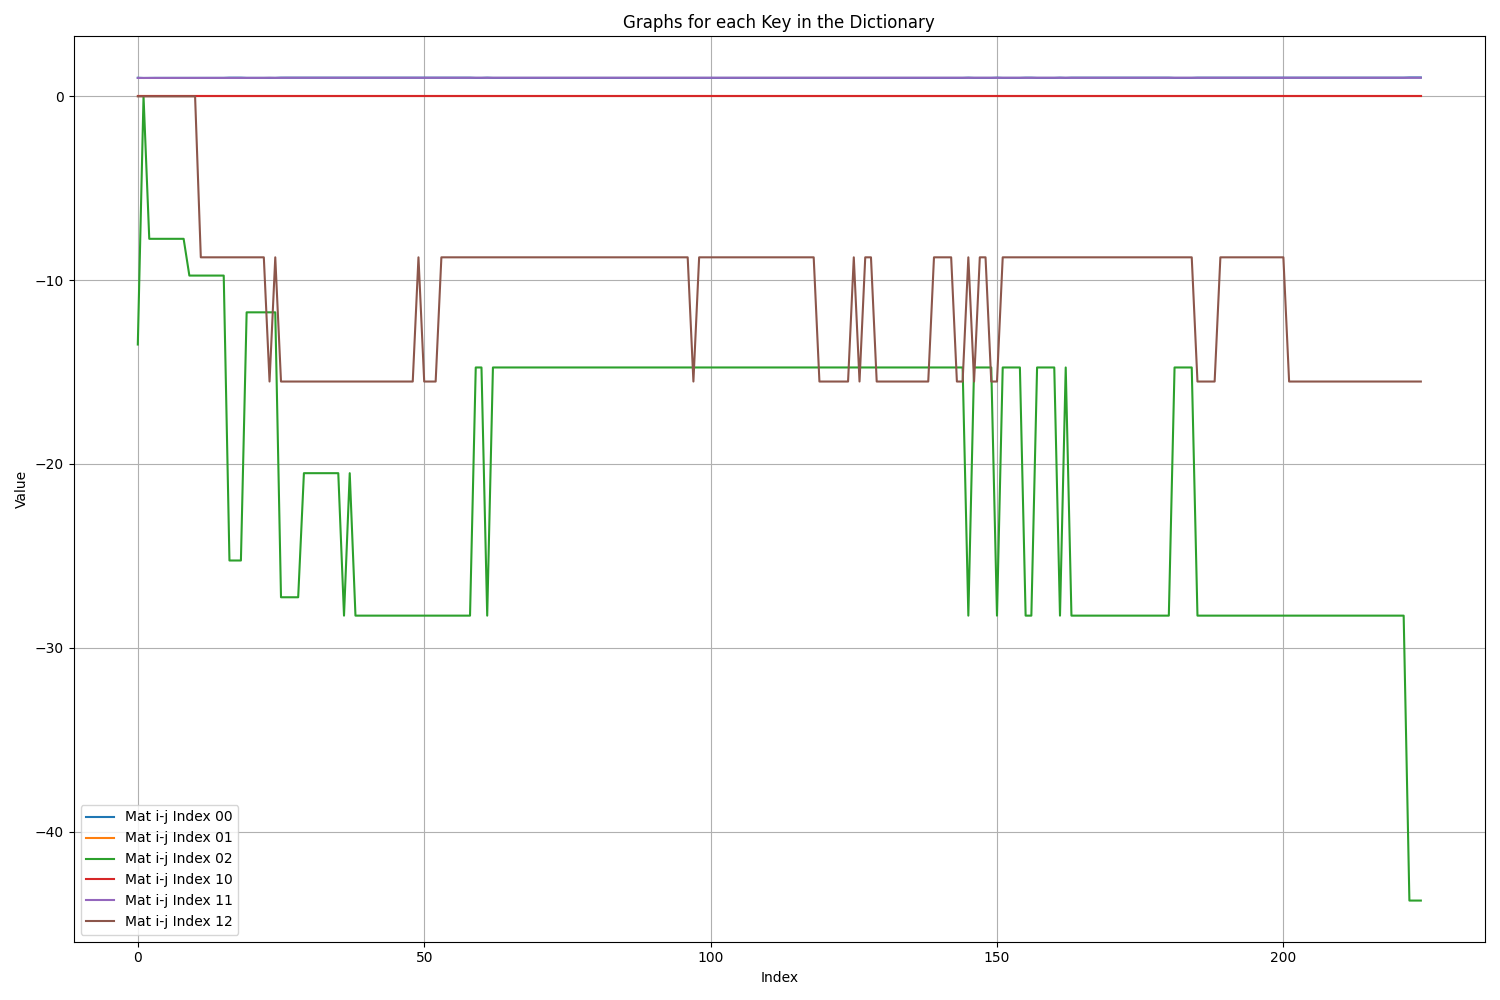 Graphs for each Key in the Dictionary
Value
0
−10
−20
−30
−40
Mat i-j Index 00
Mat i-j Index 01
Mat i-j Index 02
Mat i-j Index 10
Mat i-j Index 11
Mat i-j Index 12
0
50
100
150
200
Index